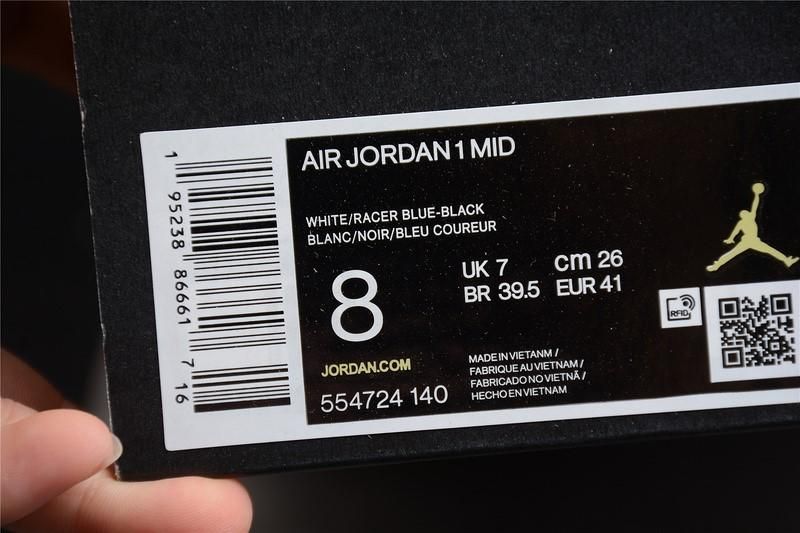 AIR JORDAN 1 MID
WHITE/RACER BLUE-BLACK
BLANC/NOIR/BLEU COUREUR
8
UK 7 cm 26
BR 39.5 EUR 41
JORDAN.COM
554724 140
MADE IN VIETANM /
FABRIQUE AU VIETNAM /
FABRICADO NO VIETNÃ /
HECHO EN VIETNAM
RFID
1 95238 86661 7 16